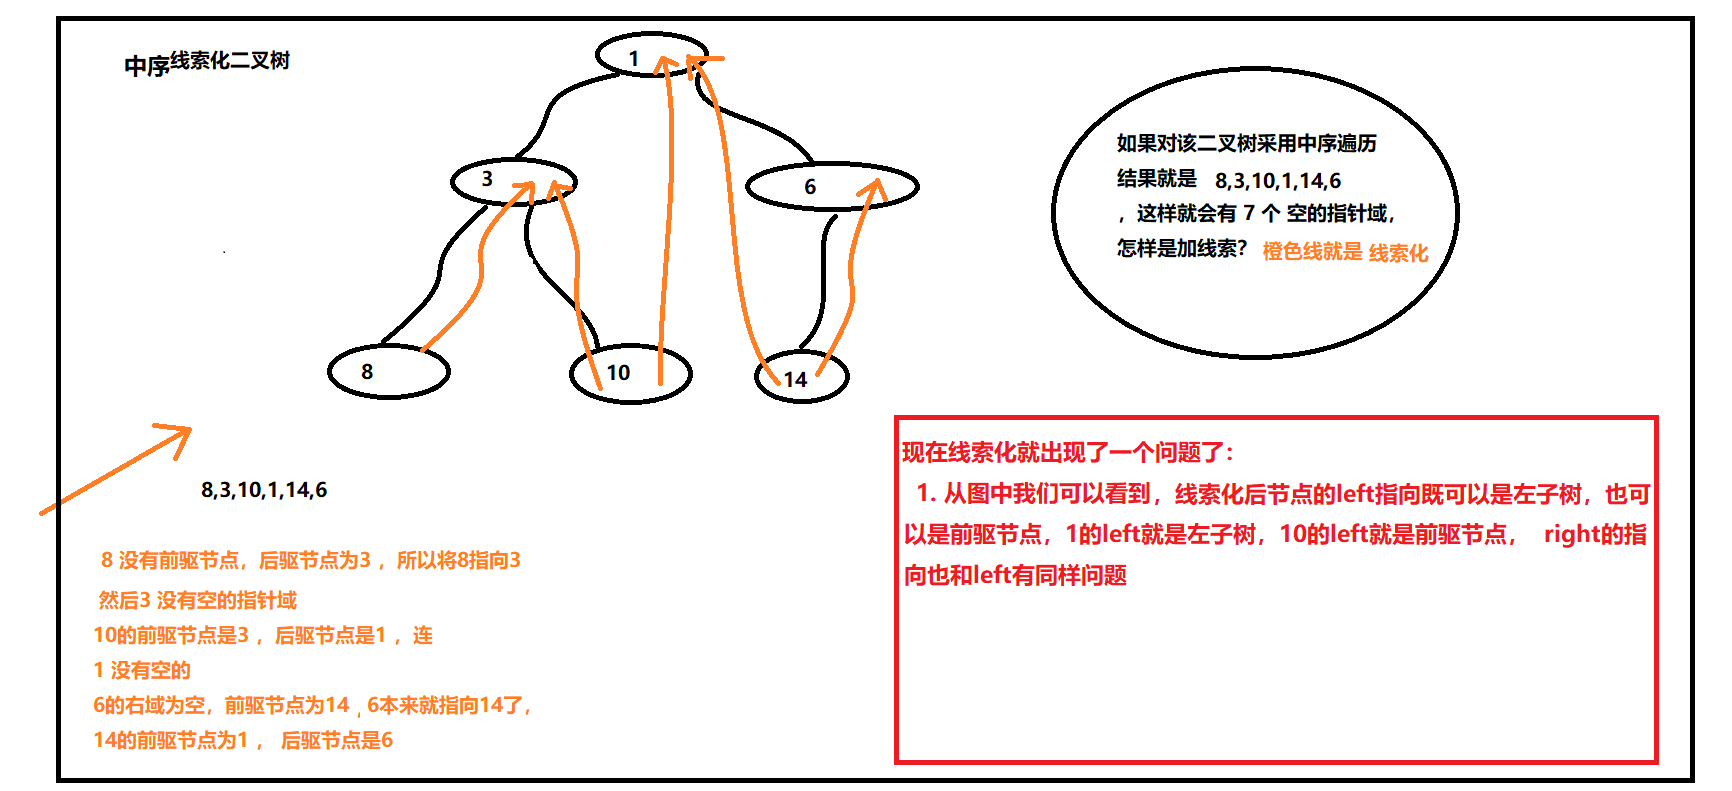 中序线索化二叉树
1
3
6
8
10
14
如果对该二叉树采用中序遍历
结果就是 8,3,10,1,14,6
，这样就会有 7 个 空的指针域，
怎样是加线索？ 橙色线就是 线索化
8,3,10,1,14,6
8 没有前驱节点，后驱节点为3 ，所以将8指向3
然后3 没有空的指针域
10的前驱节点是3 ，后驱节点是1 ，连
1 没有空的
6的右域为空，前驱节点为14 , 6本来就指向14了，
14的前驱节点为1 ， 后驱节点是6
现在线索化就出现了一个问题了：
1. 从图中我们可以看到，线索化后节点的left指向既可以是左子树，也可
以是前驱节点，1的left就是左子树，10的left就是前驱节点， right的指
向也和left有同样问题